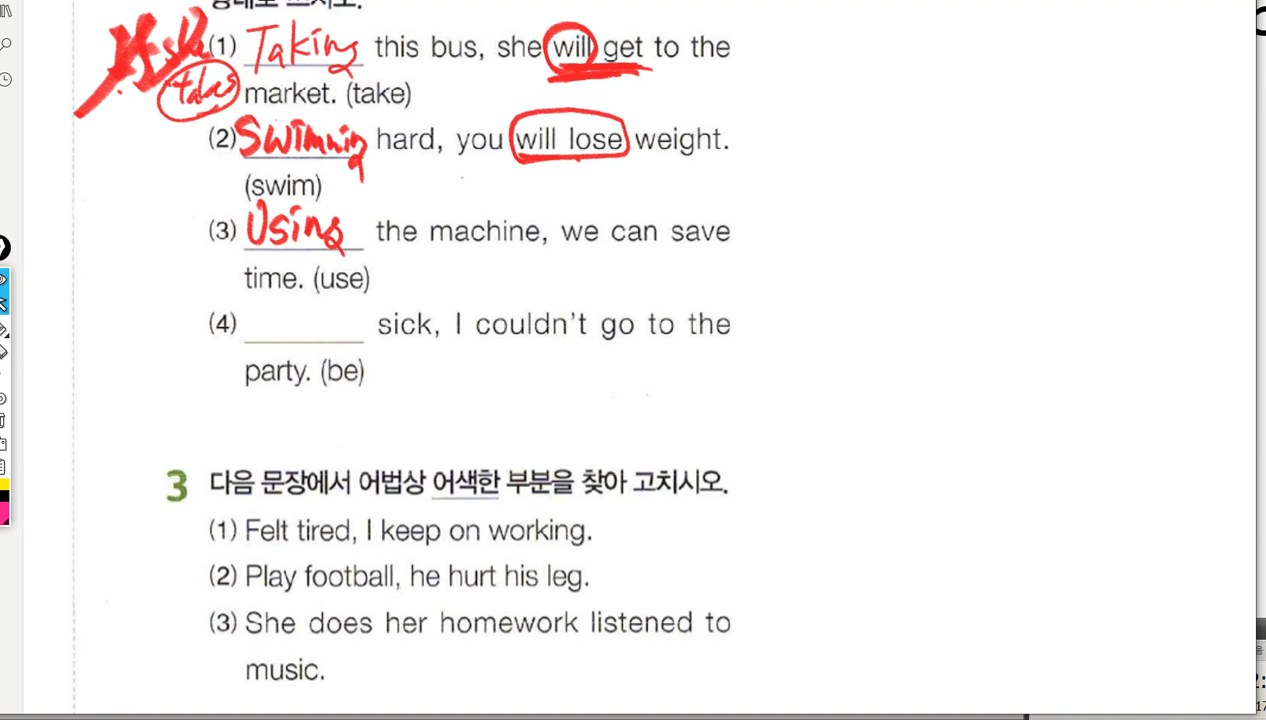 (1) Taking this bus, she will get to the
takes market. (take)
(2) Swimming hard, you will lose weight.
(swim)
(3) Using the machine, we can save
time. (use)
(4) sick, I couldn't go to the
party. (be)
3 다음 문장에서 어법상 어색한 부분을 찾아 고치시오.
(1) Felt tired, I keep on working.
(2) Play football, he hurt his leg.
(3) She does her homework listened to
music.